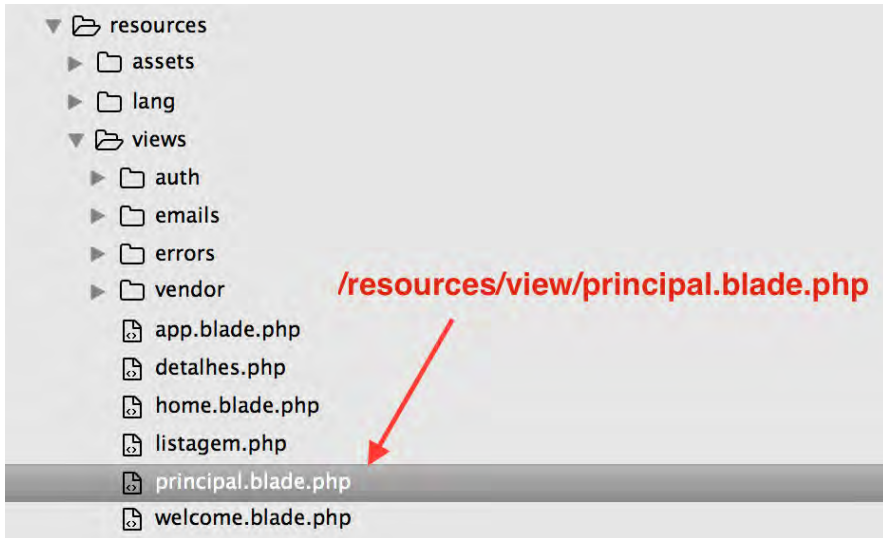 resources
assets
lang
views
auth
emails
errors
vendor
/resources/view/principal.blade.php
app.blade.php
detalhes.php
home.blade.php
listagem.php
principal.blade.php
welcome.blade.php